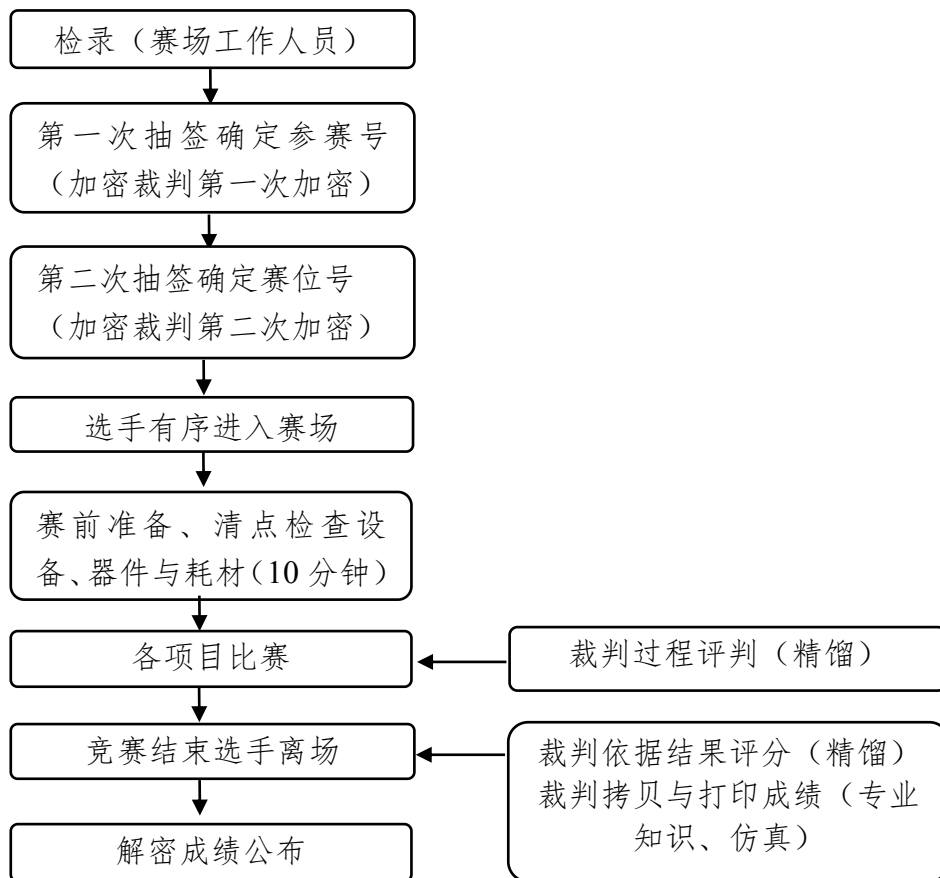 检录（赛场工作人员）
第一次抽签确定参赛号
（加密裁判第一次加密）
第二次抽签确定赛位号
（加密裁判第二次加密）
选手有序进入赛场
赛前准备、清点检查设
备、器件与耗材(10 分钟）
各项目比赛
裁判过程评判（精馏）
竞赛结束选手离场
裁判依据结果评分（精馏）
裁判拷贝与打印成绩（专业
知识、仿真）
解密成绩公布